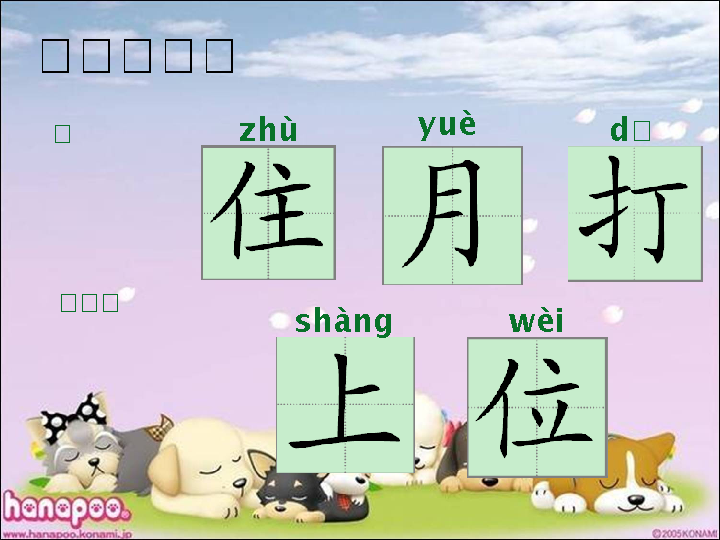 zhù yuè d
住 月 打
shàng wèi
上 位
hanapoo.
www.hanapoo.konami.jp ©2005KONAMI